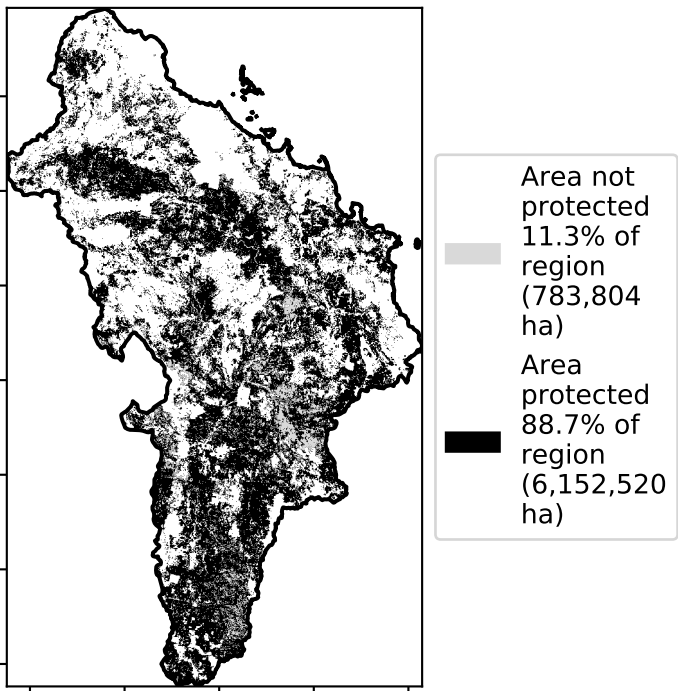 Area not
protected
11.3% of
region
(783,804
ha)
Area
protected
88.7% of
region
(6,152,520
ha)